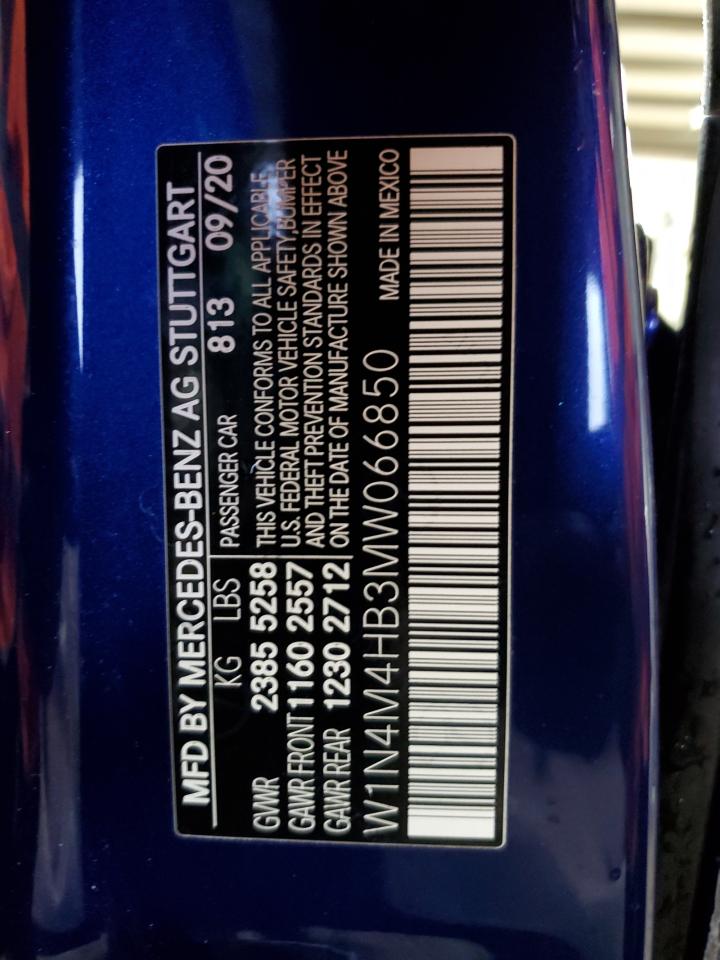 MFD BY MERCEDES-BENZ AG STUTTGART
KG LBS PASSENGER CAR 813 09/20
GWR 2385 5258 THIS VEHICLE CONFORMS TO ALL APPLICABLE
GAWR FRONT 1160 2557 U.S. FEDERAL MOTOR VEHICLE SAFETY,BUMPER
AND THEFT PREVENTION STANDARDS IN EFFECT
GAWR REAR 1230 2712 ON THE DATE OF MANUFACTURE SHOWN ABOVE
W1N4M4HB3MW066850 MADE IN MEXICO